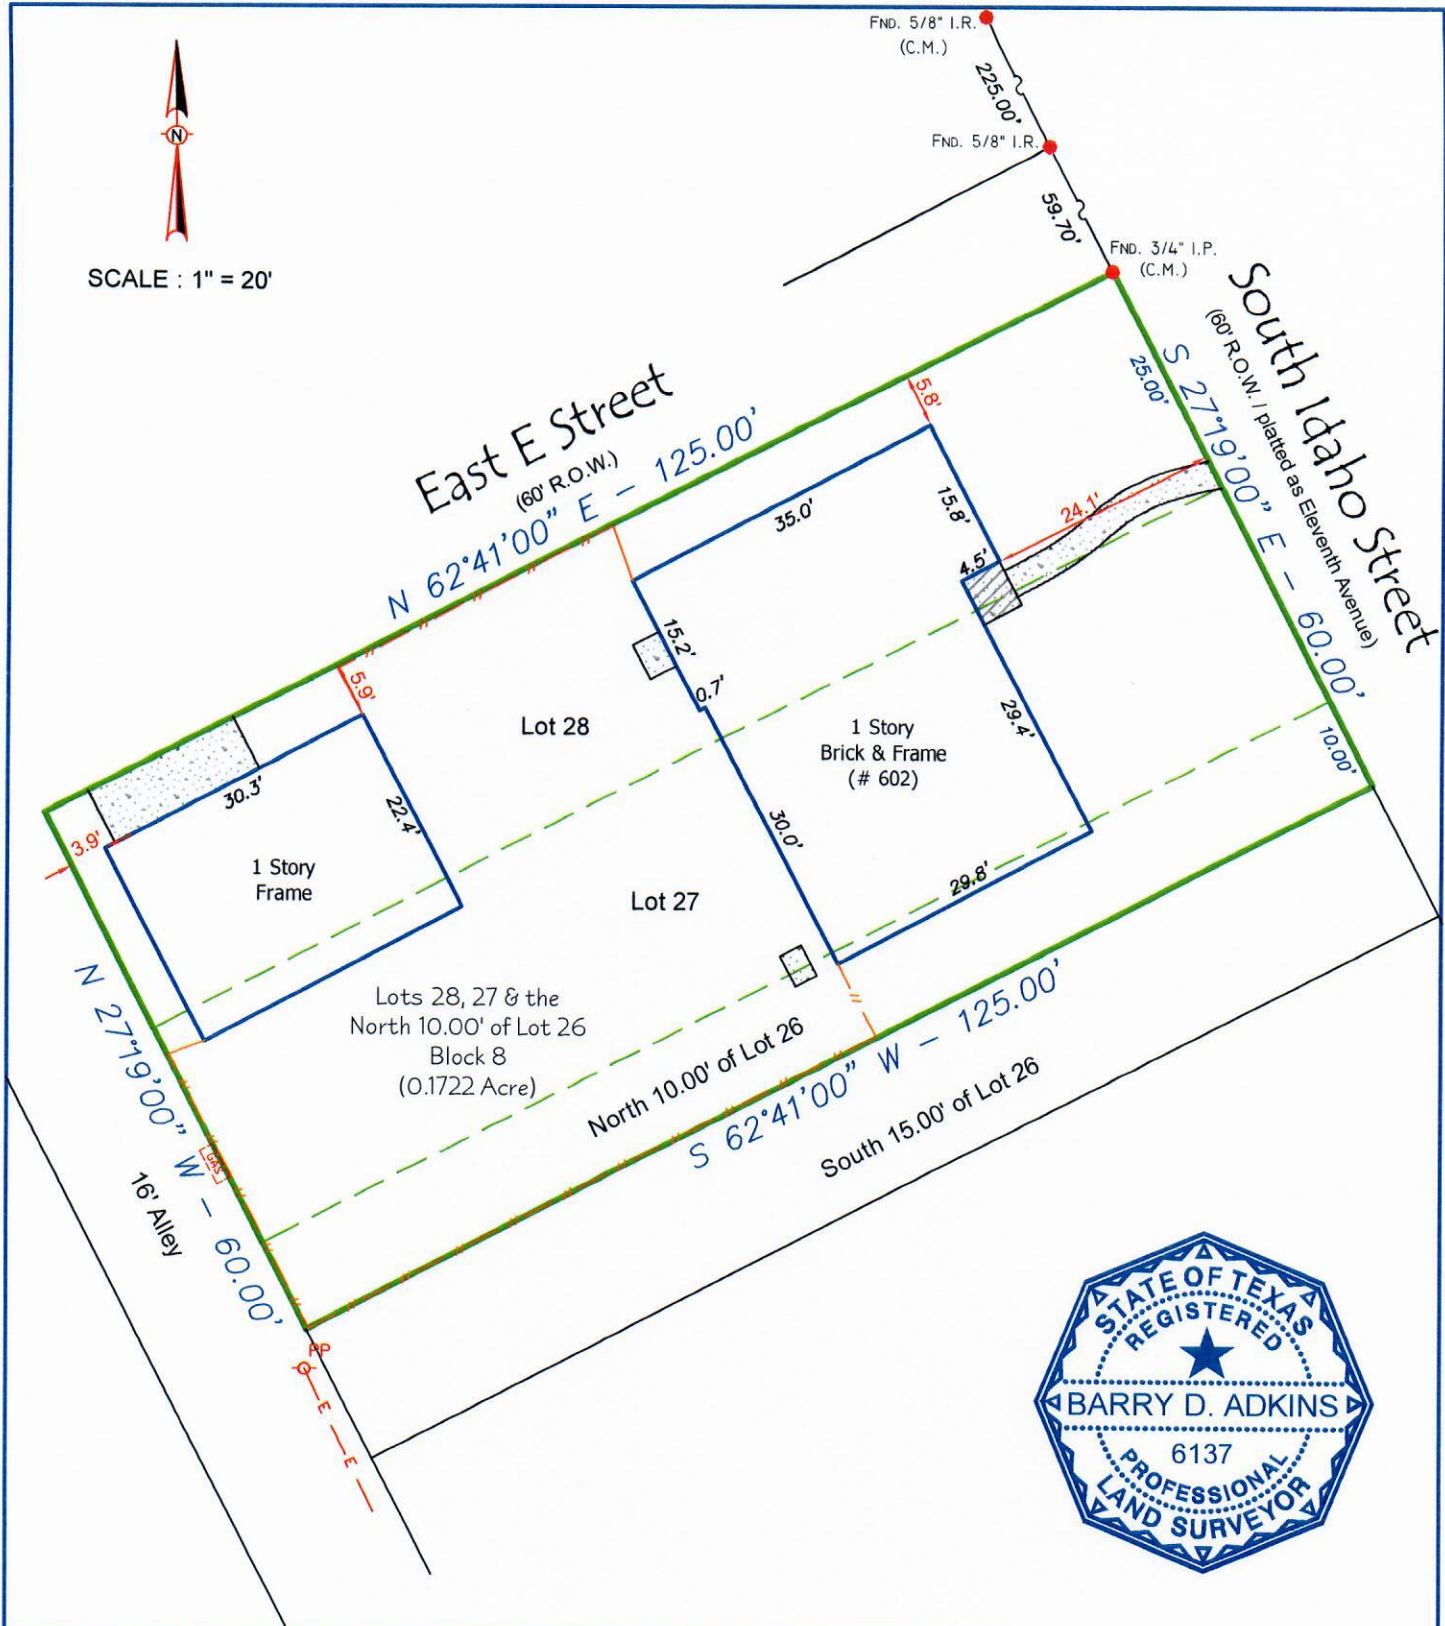 FND. 5/8" I.R.
(C.M.)
225.00'
FND. 5/8" I.R.
59.70'
FND. 3/4" I.P.
(C.M.)
N
SCALE : 1" = 20'
South Idaho Street
(60' R.O.W. / platted as Eleventh Avenue)
S 27°19'00" E – 60.00'
25.00'
10.00'
East E Street
(60' R.O.W.)
N 62°41'00" E – 125.00'
5.8'
35.0'
15.8'
24.1'
4.5'
15.2'
0.7'
5.9'
Lot 28
1 Story
Brick & Frame
(# 602)
29.4'
30.3'
22.4'
3.9'
1 Story
Frame
30.0'
29.8'
Lot 27
Lots 28, 27 & the
North 10.00' of Lot 26
Block 8
(0.1722 Acre)
North 10.00' of Lot 26
S 62°41'00" W – 125.00'
South 15.00' of Lot 26
N 27°19'00" W – 60.00'
GAS
16' Alley
PP
E
E
STATE OF TEXAS
REGISTERED
BARRY D. ADKINS
6137
PROFESSIONAL
LAND SURVEYOR